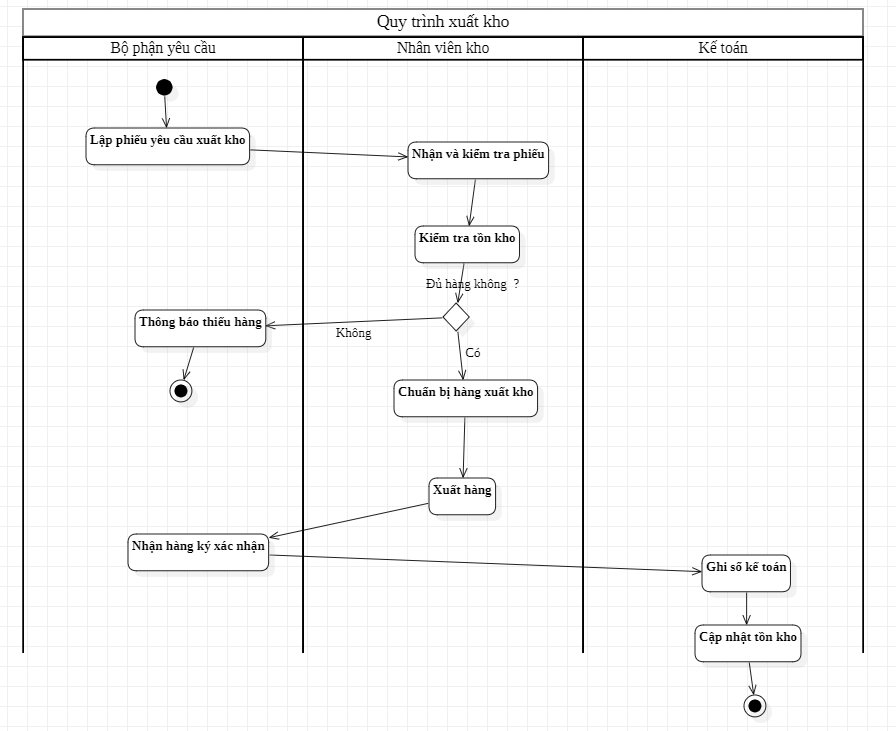 Quy trình xuất kho
Bộ phận yêu cầu
Nhân viên kho
Kế toán
Lập phiếu yêu cầu xuất kho
Nhận và kiểm tra phiếu
Kiểm tra tồn kho
Đủ hàng không ?
Thông báo thiếu hàng
Không
Có
Chuẩn bị hàng xuất kho
Xuất hàng
Nhận hàng ký xác nhận
Ghi sổ kế toán
Cập nhật tồn kho